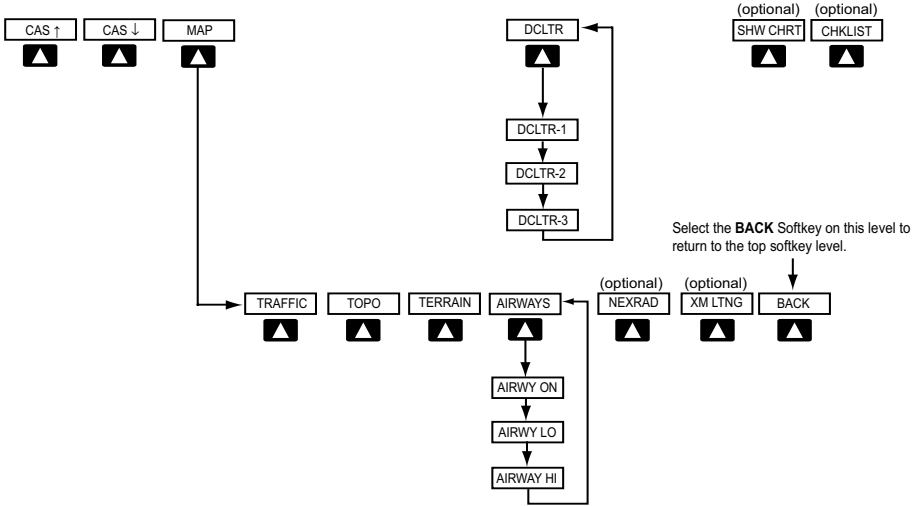 (optional) (optional)
CAS ↑ CAS ↓ MAP DCLTR SHW CHRT CHKLIST
DCLTR-1
DCLTR-2
DCLTR-3
Select the BACK Softkey on this level to
return to the top softkey level.
(optional) (optional)
TRAFFIC TOPO TERRAIN AIRWAYS NEXRAD XM LTNG BACK
AIRWY ON
AIRWY LO
AIRWAY HI